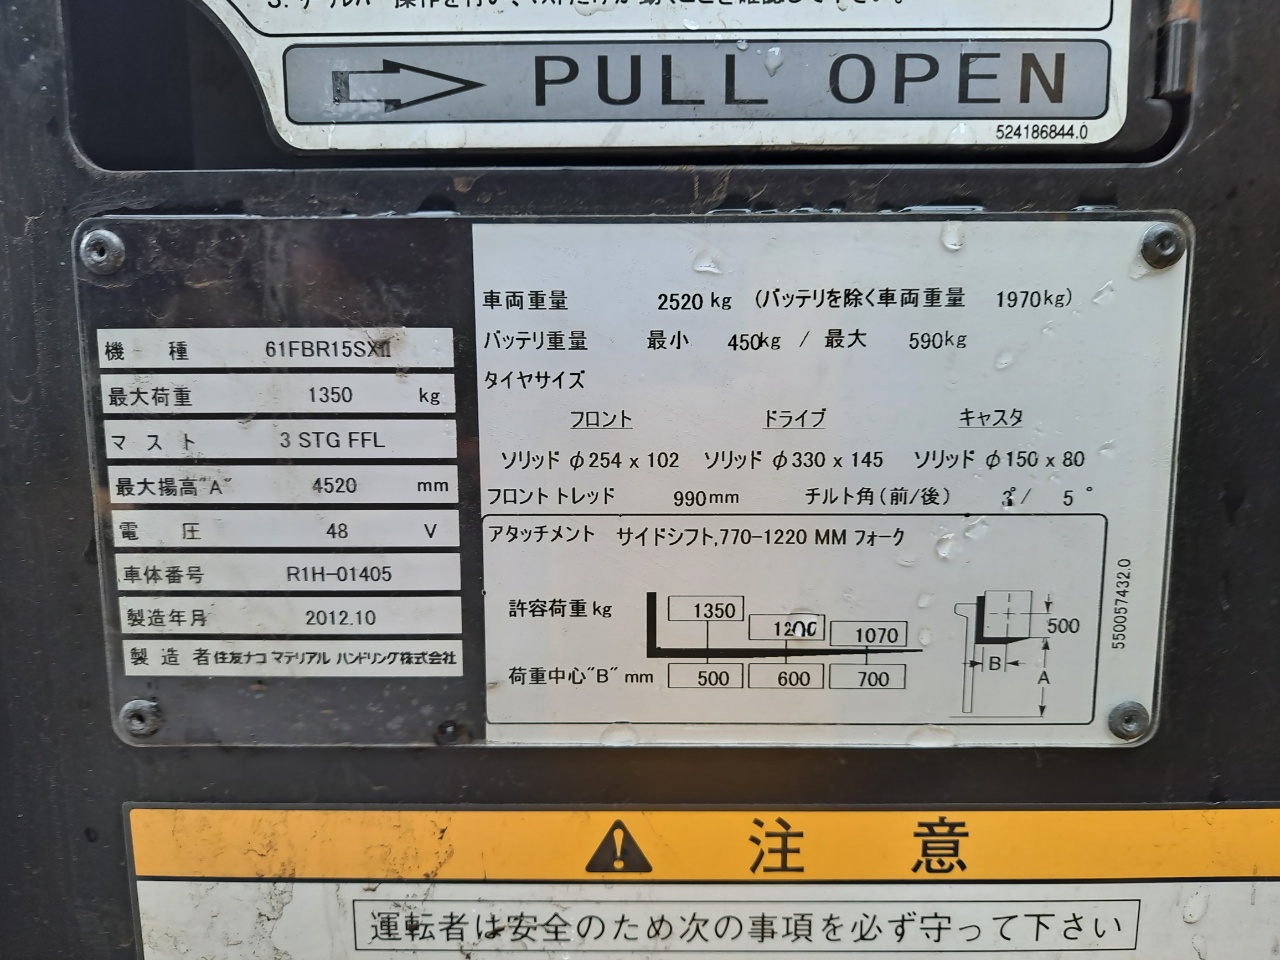 PULL OPEN
524186844.0
機 種 61FBR15SXⅡ
最大荷重 1350 kg
マスト 3 STG FFL
最大揚高"A" 4520 mm
電 圧 48 V
車体番号 R1H-01405
製造年月 2012.10
製造者 住友ナコ マテリアル ハンドリング株式会社
車両重量 2520 kg (バッテリを除く車両重量 1970kg)
バッテリ重量 最小 450kg / 最大 590kg
タイヤサイズ
フロント ドライブ キャスタ
ソリッド φ254 x 102 ソリッド φ330 x 145 ソリッド φ150 x 80
フロント トレッド 990mm チルト角(前/後) 3°/ 5°
アタッチメント サイドシフト,770-1220 MM フォーク
許容荷重 kg 1350 1200 1070
荷重中心"B" mm 500 600 700
500
B
A
550057432.0
注 意
運転者は安全のため次の事項を必ず守って下さい